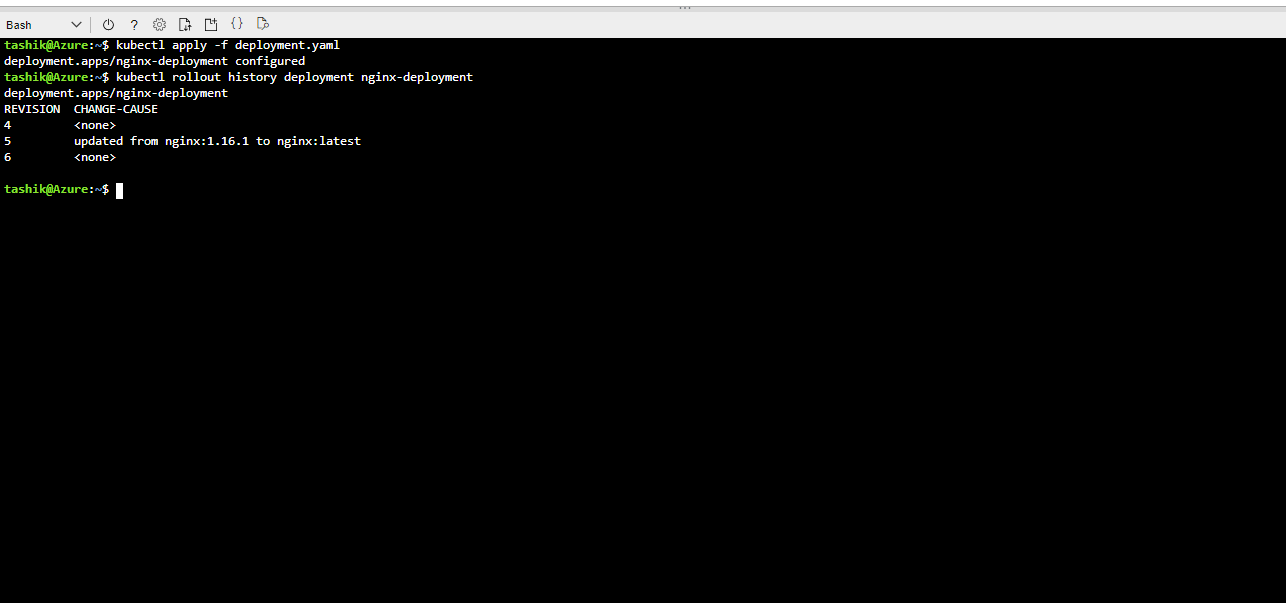 Bash
tashik@Azure:~$ kubectl apply -f deployment.yaml
deployment.apps/nginx-deployment configured
tashik@Azure:~$ kubectl rollout history deployment nginx-deployment
deployment.apps/nginx-deployment
REVISION  CHANGE-CAUSE
4         <none>
5         updated from nginx:1.16.1 to nginx:latest
6         <none>
tashik@Azure:~$